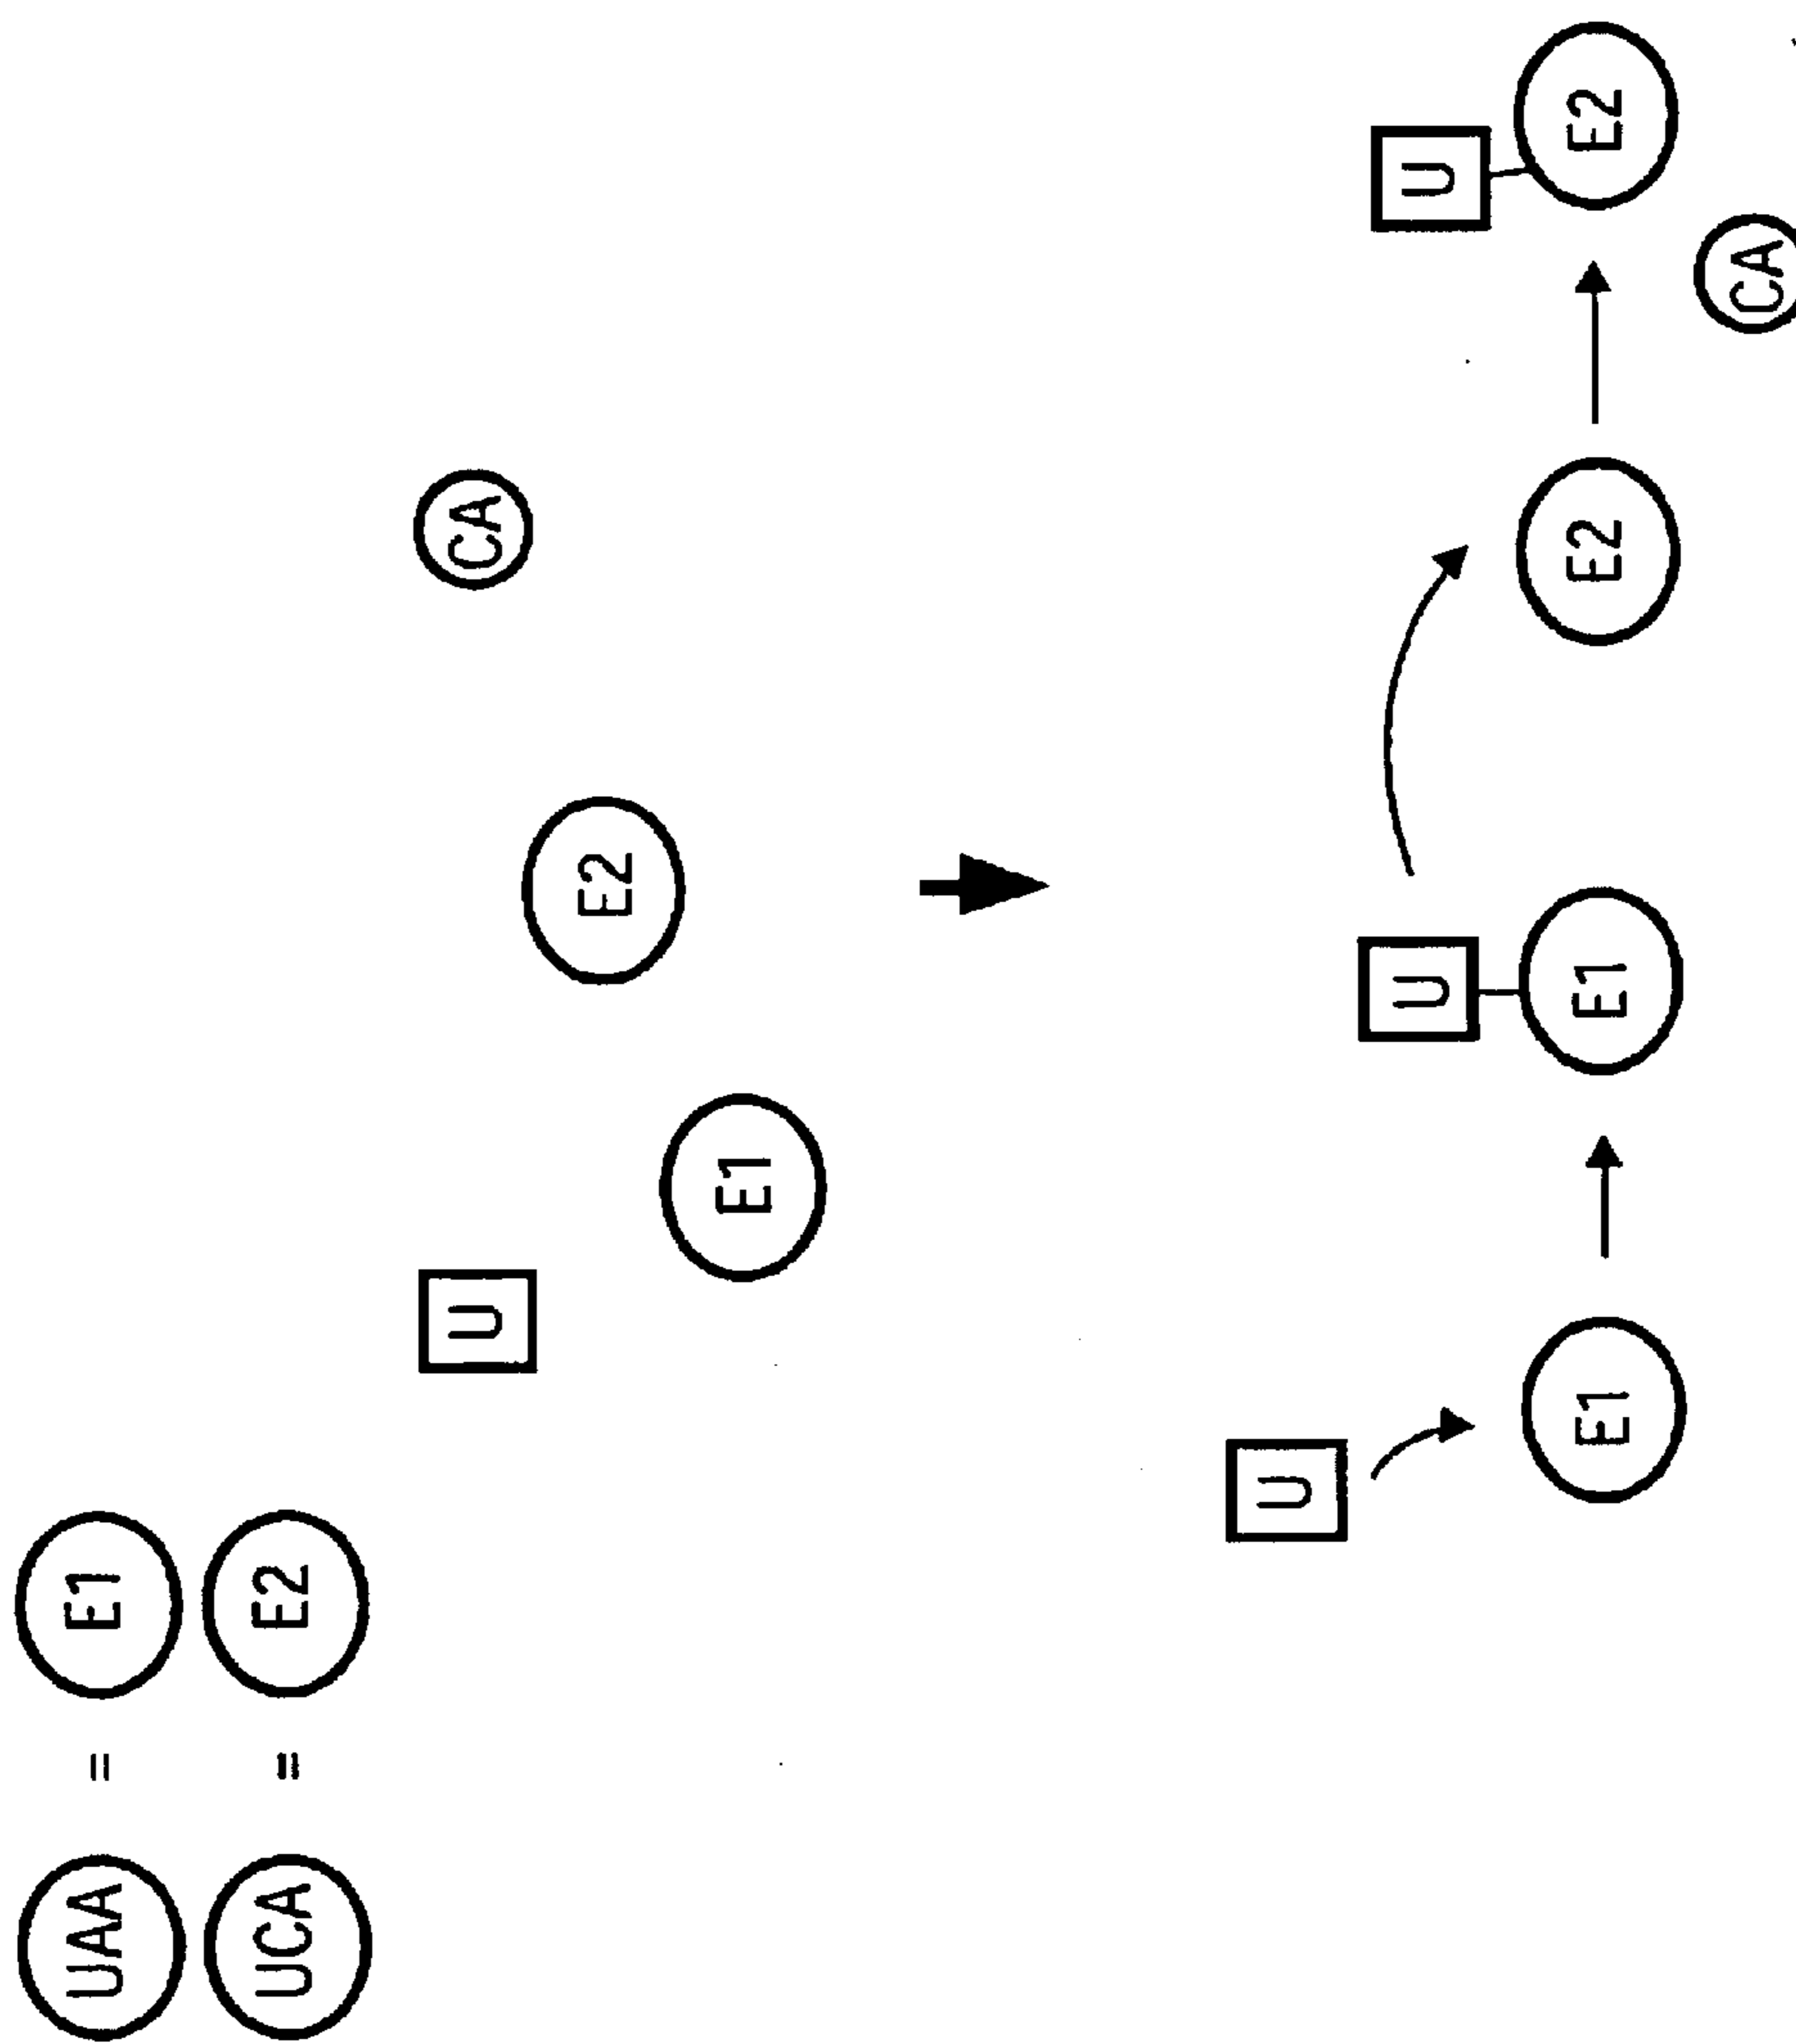 UAA = E1
UCA = E2
U CA
E2
E1
U
U U
E1 E1 E2 E2
CA